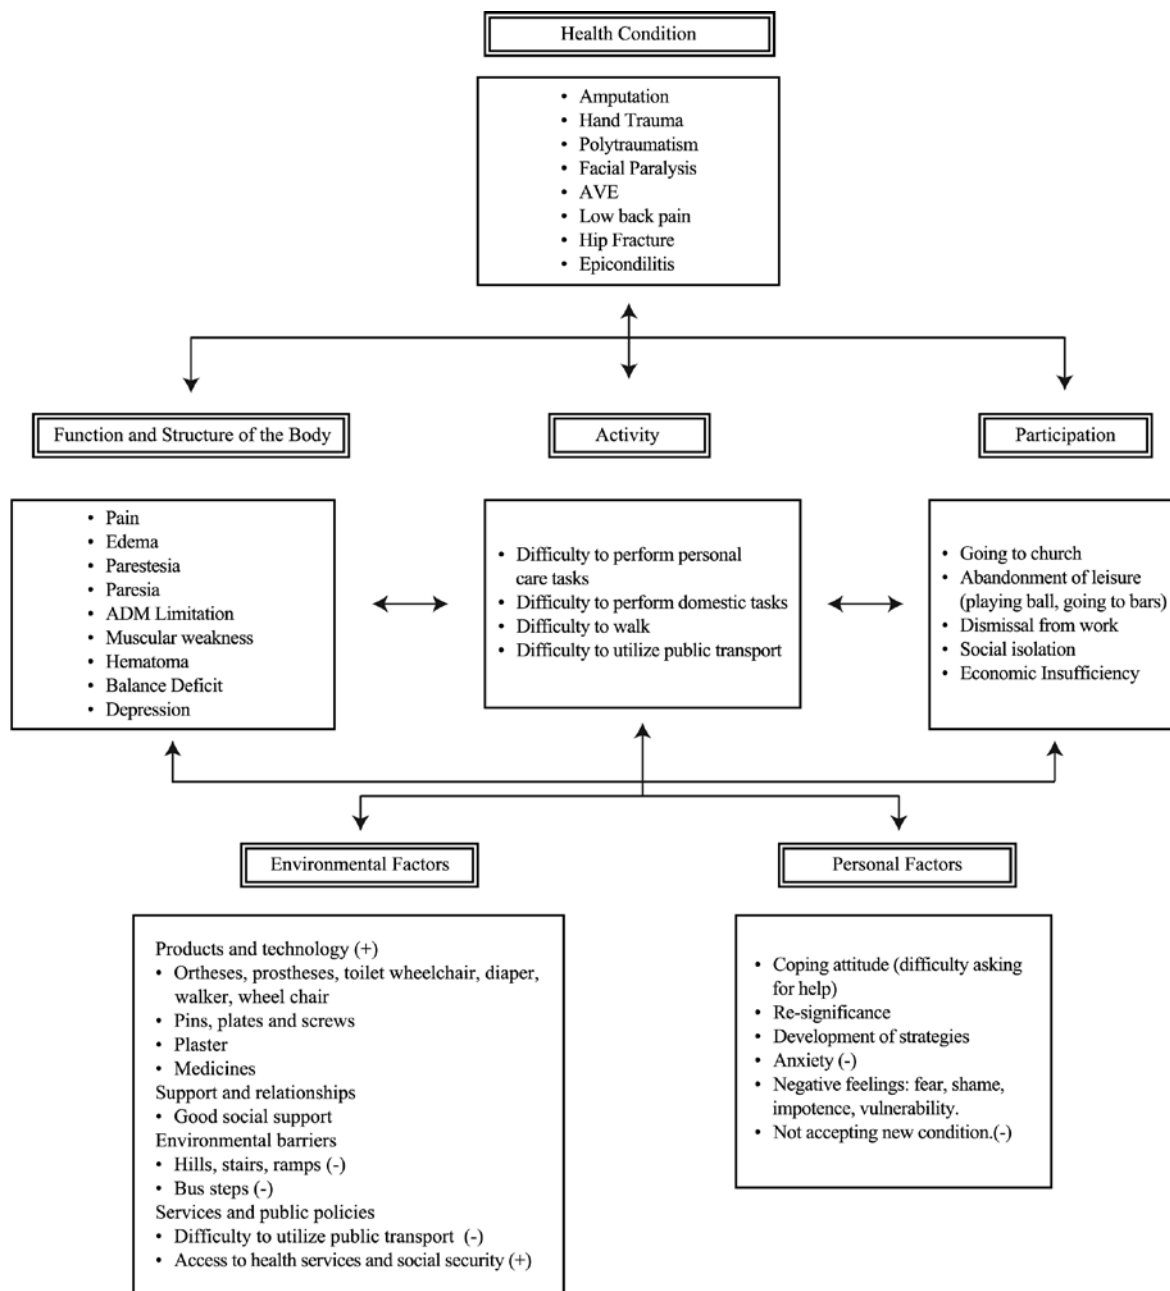 Health Condition
• Amputation
• Hand Trauma
• Polytraumatism
• Facial Paralysis
• AVE
• Low back pain
• Hip Fracture
• Epicondilitis
Function and Structure of the Body
Activity
Participation
• Pain
• Edema
• Parestesia
• Paresia
• ADM Limitation
• Muscular weakness
• Hematoma
• Balance Deficit
• Depression
• Difficulty to perform personal
care tasks
• Difficulty to perform domestic tasks
• Difficulty to walk
• Difficulty to utilize public transport
• Going to church
• Abandonment of leisure
(playing ball, going to bars)
• Dismissal from work
• Social isolation
• Economic Insufficiency
Environmental Factors
Personal Factors
Products and technology (+)
• Ortheses, prostheses, toilet wheelchair, diaper,
walker, wheel chair
• Pins, plates and screws
• Plaster
• Medicines
Support and relationships
• Good social support
Environmental barriers
• Hills, stairs, ramps (-)
• Bus steps (-)
Services and public policies
• Difficulty to utilize public transport (-)
• Access to health services and social security (+)
• Coping attitude (difficulty asking
for help)
• Re-significance
• Development of strategies
• Anxiety (-)
• Negative feelings: fear, shame,
impotence, vulnerability.
• Not accepting new condition.(-)